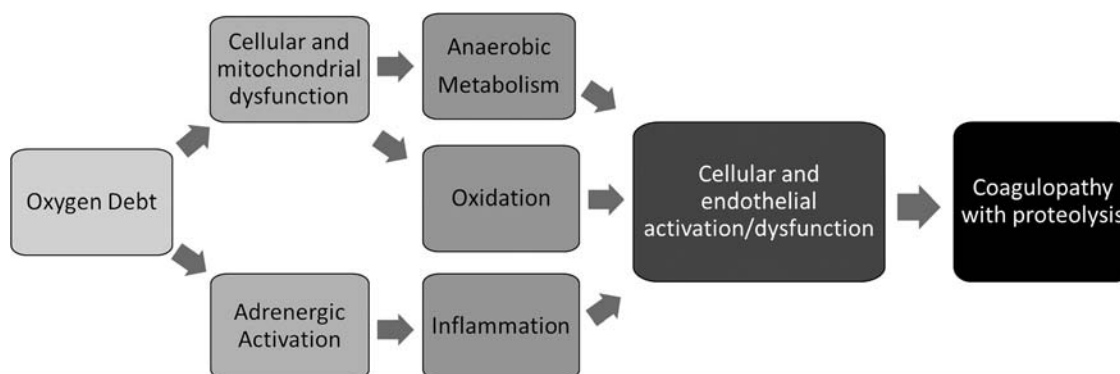 Oxygen Debt
Cellular and
mitochondrial
dysfunction
Adrenergic
Activation
Anaerobic
Metabolism
Oxidation
Inflammation
Cellular and
endothelial
activation/dysfunction
Coagulopathy
with proteolysis